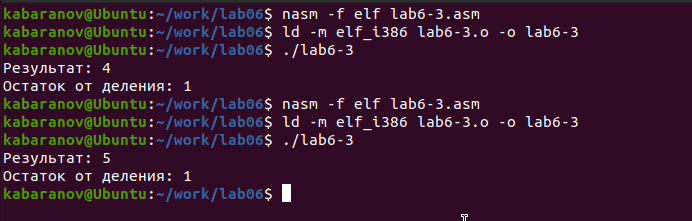 kabaranov@Ubuntu:~/work/lab06$ nasm -f elf lab6-3.asm
kabaranov@Ubuntu:~/work/lab06$ ld -m elf_i386 lab6-3.o -o lab6-3
kabaranov@Ubuntu:~/work/lab06$ ./lab6-3
Результат: 4
Остаток от деления: 1
kabaranov@Ubuntu:~/work/lab06$ nasm -f elf lab6-3.asm
kabaranov@Ubuntu:~/work/lab06$ ld -m elf_i386 lab6-3.o -o lab6-3
kabaranov@Ubuntu:~/work/lab06$ ./lab6-3
Результат: 5
Остаток от деления: 1
kabaranov@Ubuntu:~/work/lab06$